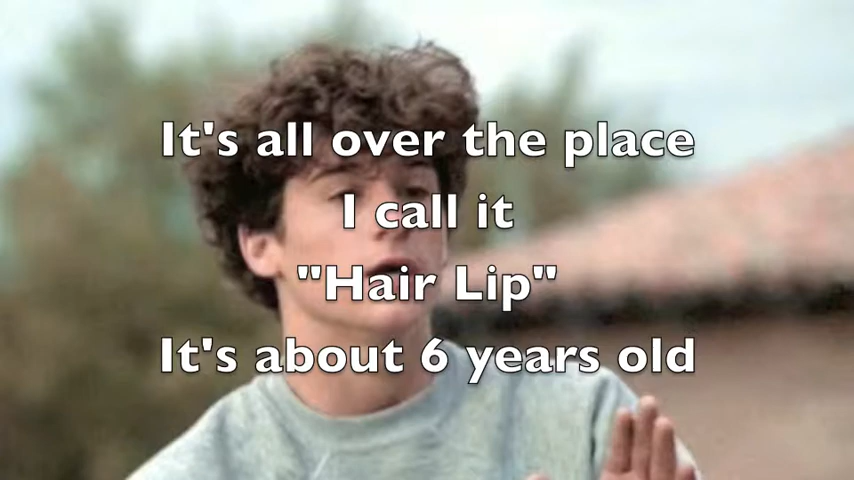 It's all over the place
I call it
"Hair Lip"
It's about 6 years old